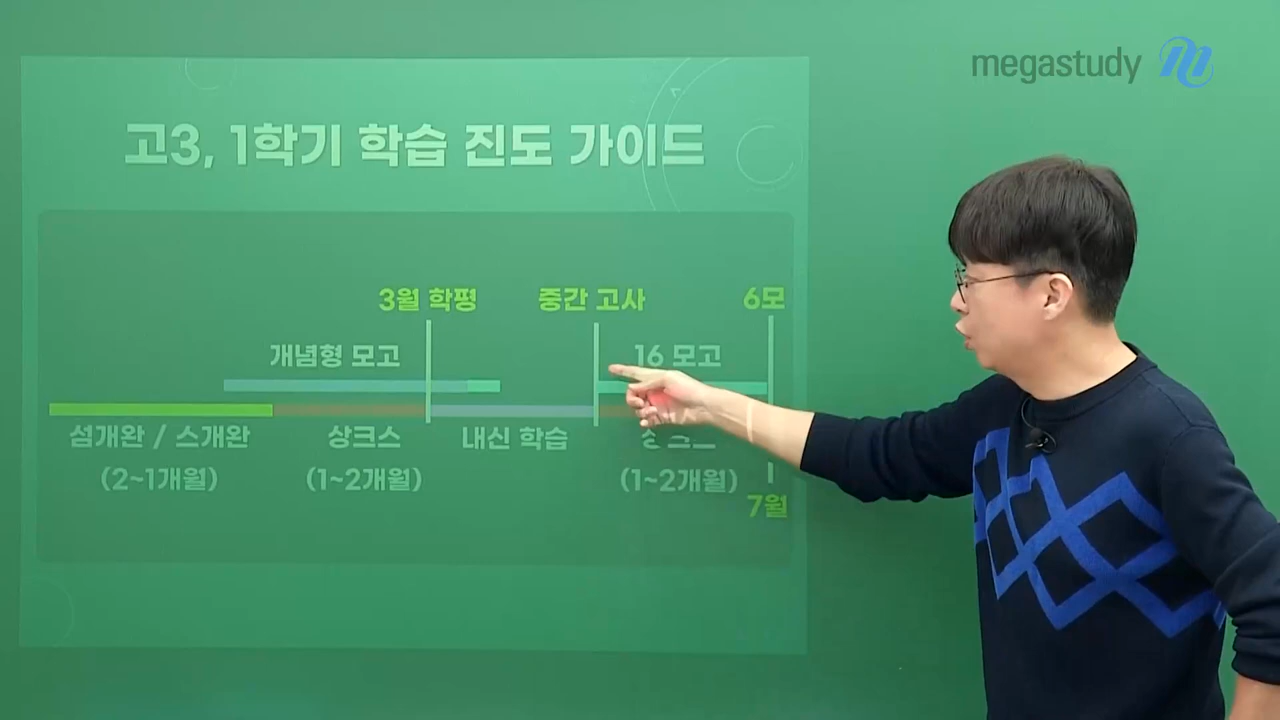 megastudy
고3, 1학기 학습 진도 가이드
3월 학평
중간 고사
6모
개념형 모고
16 모고
섬개완 / 스개완
상크스
내신 학습
(2~1개월)
(1~2개월)
(1~2개월)
7월